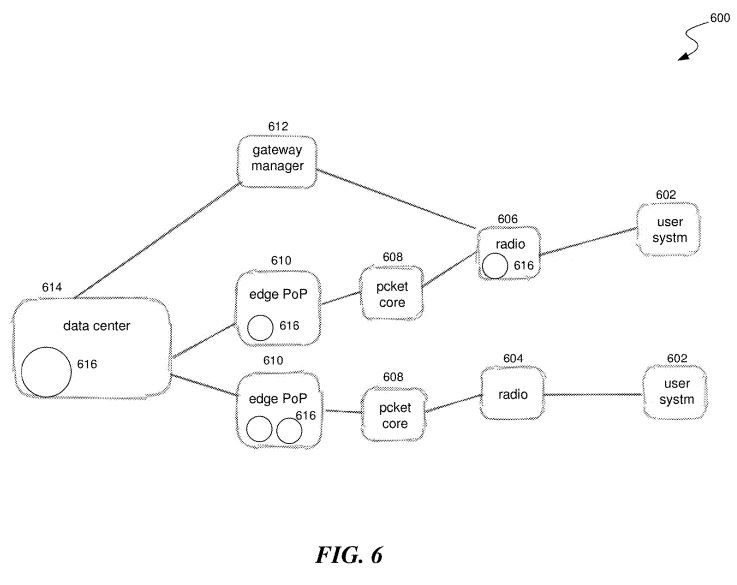 600
612
gateway
manager
602
user
systm
606
radio
616
610
edge PoP
616
608
pcket
core
614
data center
616
610
edge PoP
616
608
pcket
core
604
radio
602
user
systm
FIG. 6